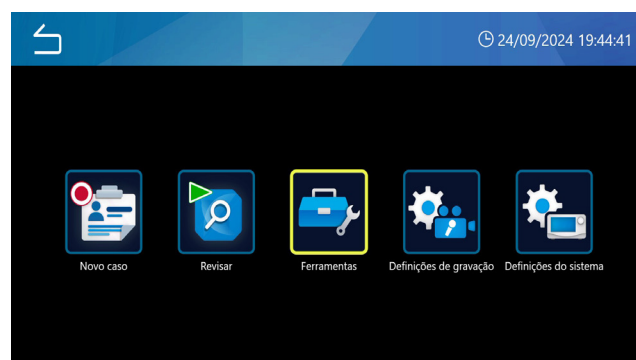 24/09/2024 19:44:41
Novo caso
Revisar
Ferramentas
Definições de gravação
Definições do sistema